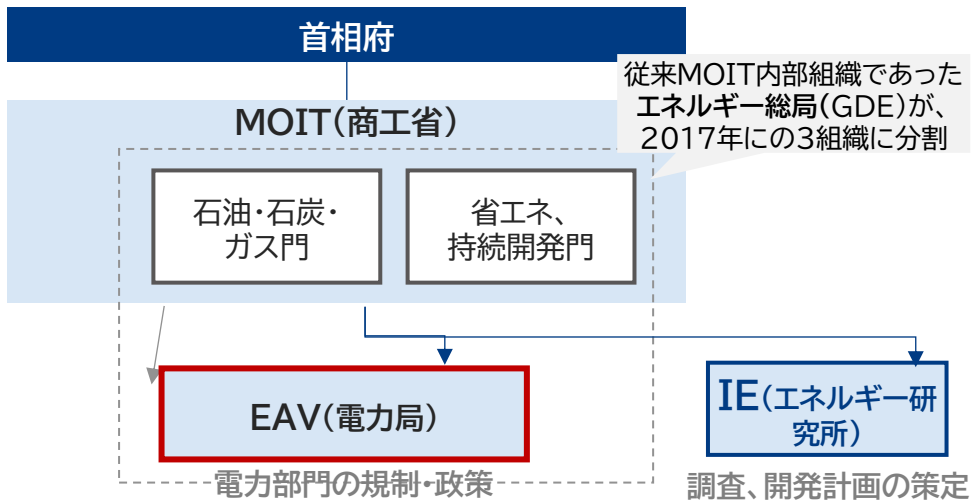 首相府
従来MOIT内部組織であった
エネルギー総局(GDE)が、
2017年にの3組織に分割
MOIT(商工省)
石油・石炭・
ガス門
省エネ、
持続開発門
EAV(電力局)
IE(エネルギー研
究所)
電力部門の規制・政策
調査、開発計画の策定